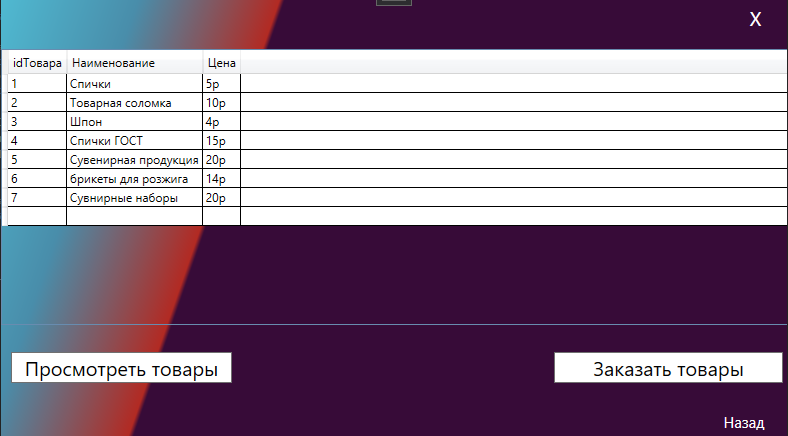 X
idТовара Наименование Цена
1 Спички 5р
2 Товарная соломка 10р
3 Шпон 4р
4 Спички ГОСТ 15р
5 Сувенирная продукция 20р
6 брикеты для розжига 14р
7 Сувнирные наборы 20р
Просмотреть товары Заказать товары
Назад